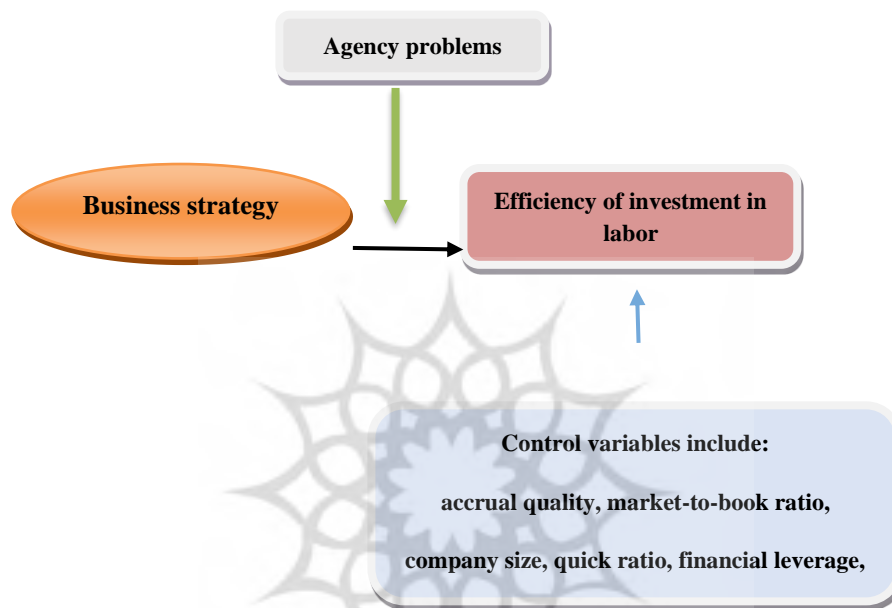 Agency problems
Business strategy
Efficiency of investment in
labor
Control variables include:
accrual quality, market-to-book ratio,
company size, quick ratio, financial leverage,